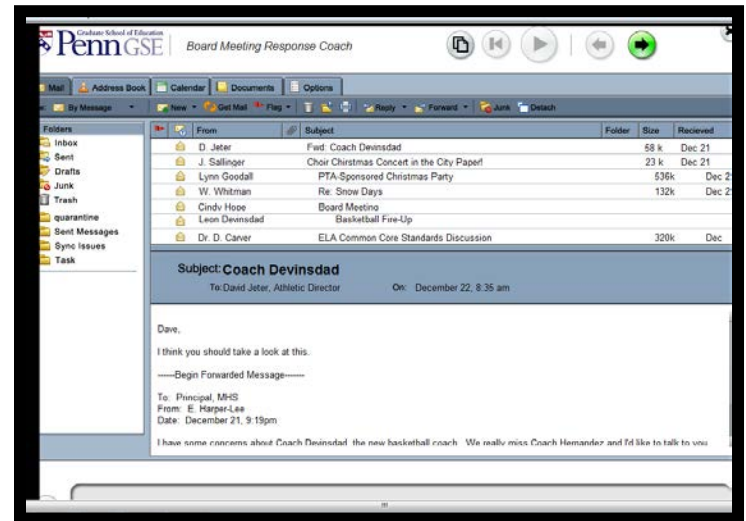 Graduate School of Education
Penn GSE Board Meeting Response Coach
Mail Address Book Calendar Documents Options
By Message New Get Mail Flag Reply Forward Junk Detach
Folders From Subject Folder Size Recieved
Inbox
Sent
Drafts
Junk
Trash
quarantine
Sent Messages
Sync Issues
Task
D. Jeter Fwd: Coach Devinsdad 58 k Dec 21
J. Sallinger Choir Chirstmas Concert in the City Paper! 23 k Dec 21
Lynn Goodall PTA-Sponsored Christmas Party 536k Dec 2
W. Whitman Re: Snow Days 132k Dec 2
Cindy Hope Board Meeting
Leon Devinsdad Basketball Fire-Up
Dr. D. Carver ELA Common Core Standards Discussion 320k Dec
Subject: Coach Devinsdad
To: David Jeter, Athletic Director On: December 22, 8:35 am
Dave,
I think you should take a look at this.
------Begin Forwarded Message-------
To: Principal, MHS
From: E. Harper-Lee
Date: December 21, 9:19pm
I have some concerns about Coach Devinsdad, the new basketball coach. We really miss Coach Hernandez and I'd like to talk to you